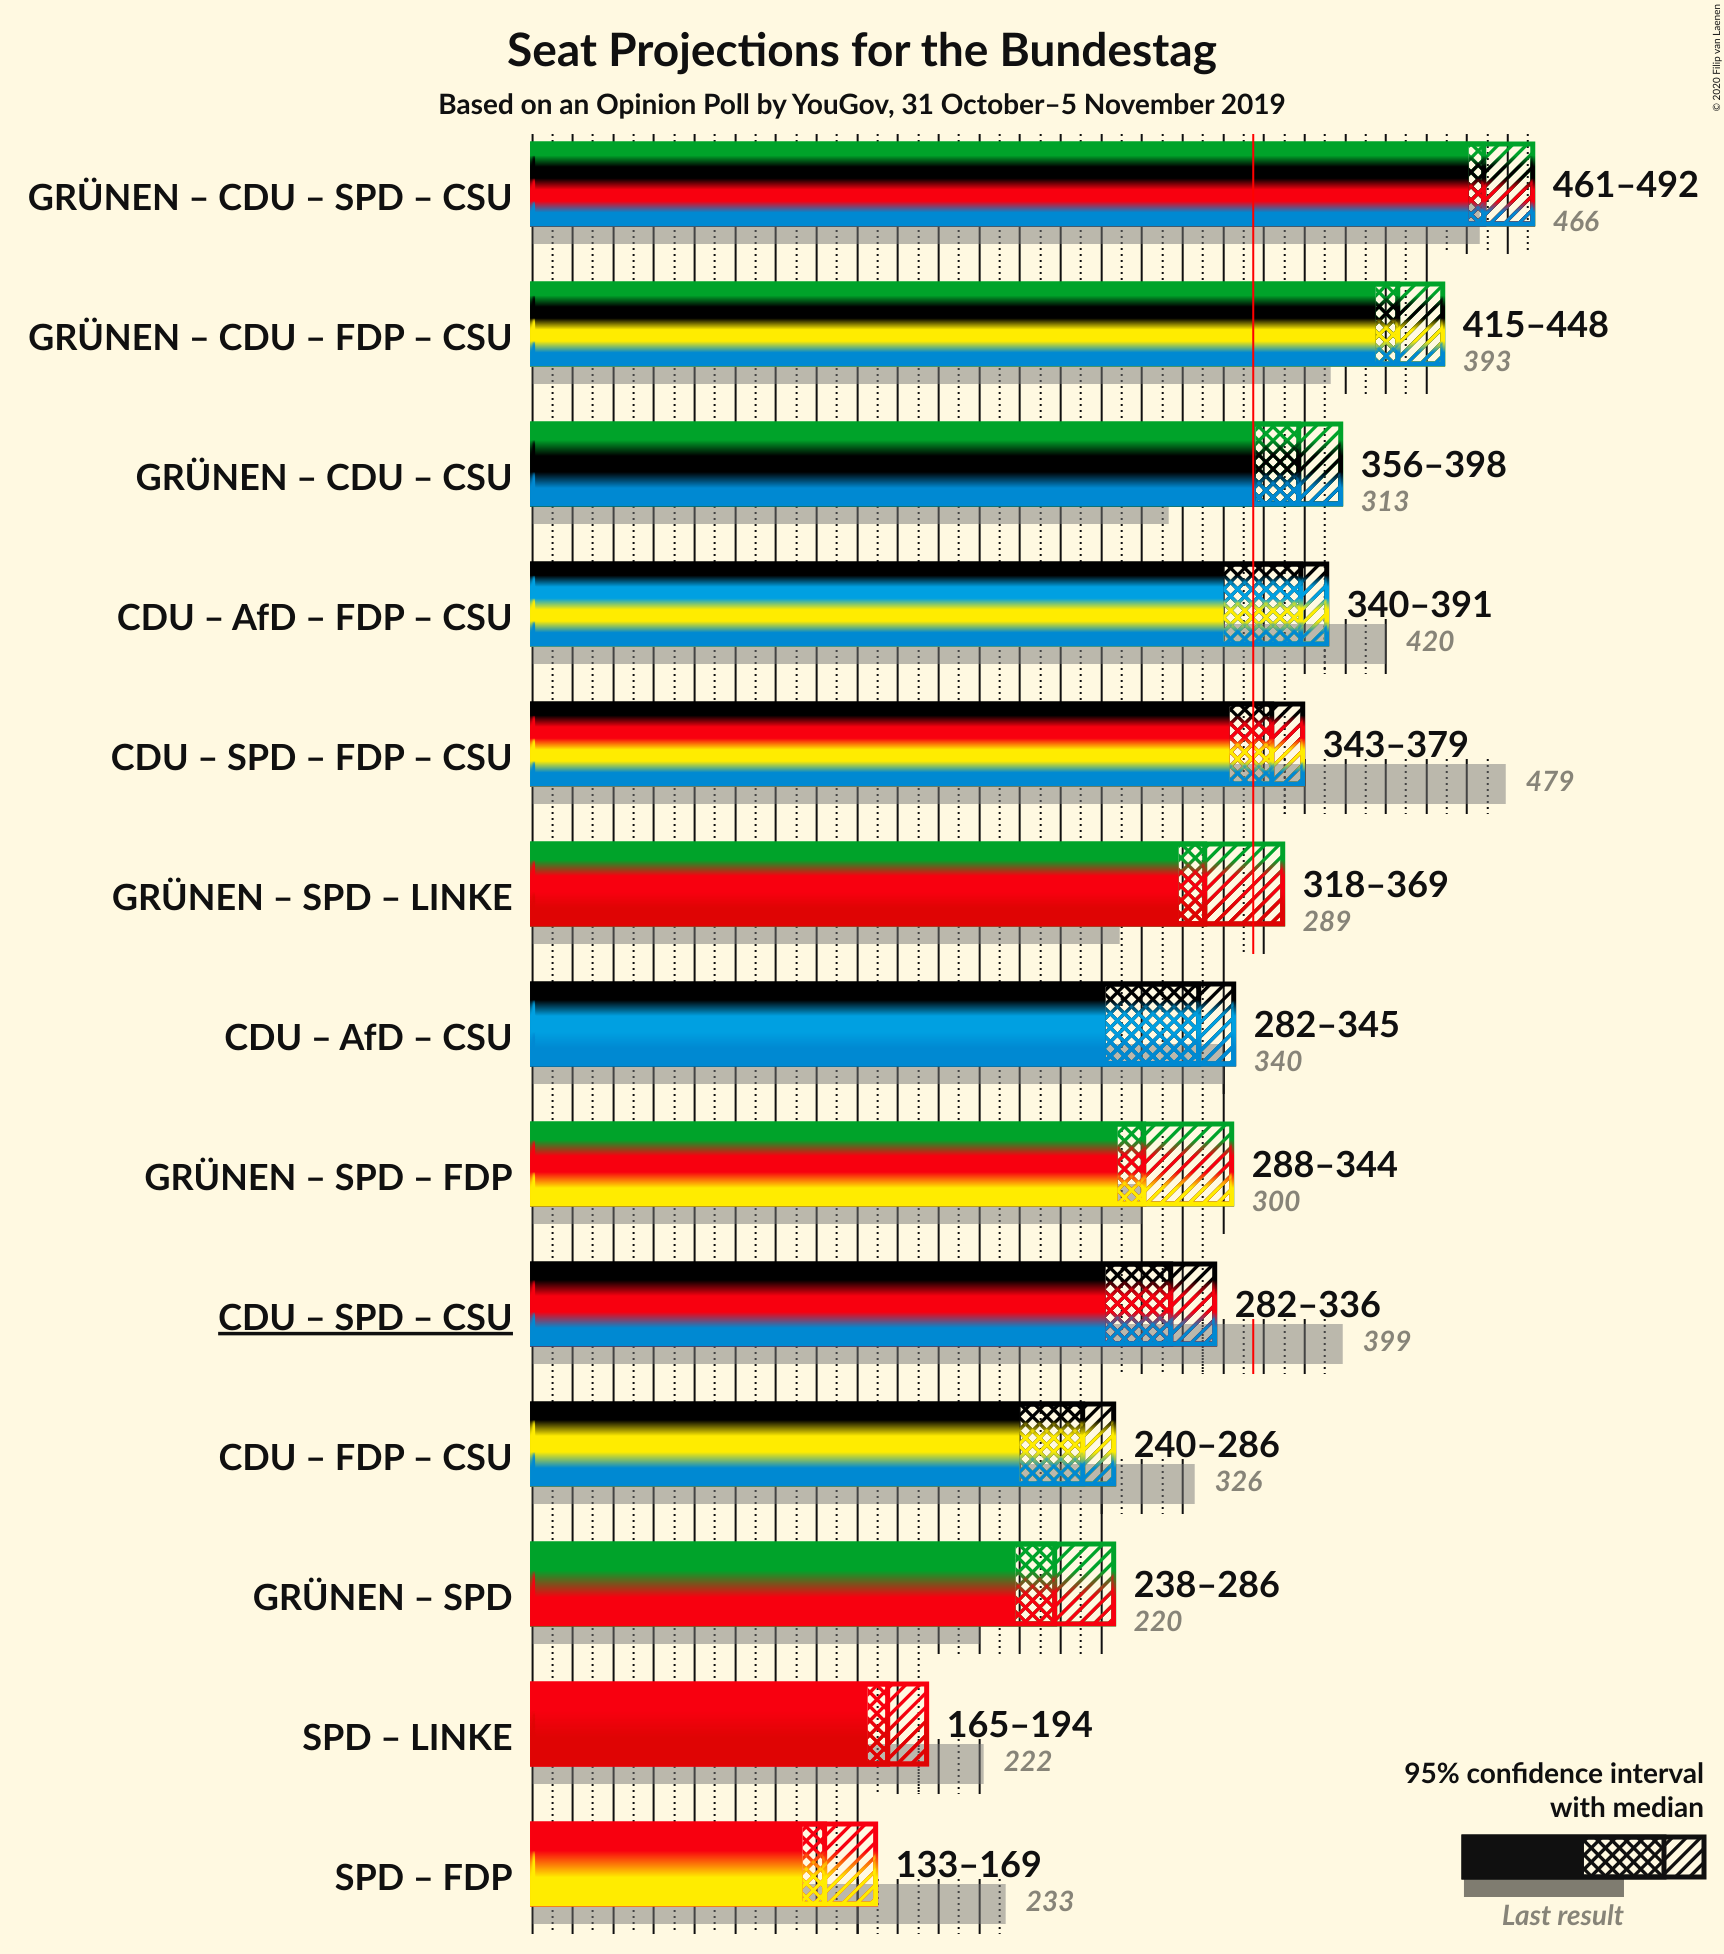 Seat Projections for the Bundestag
Based on an Opinion Poll by YouGov, 31 October–5 November 2019
© 2020 Filip van Laenen
GRÜNEN – CDU – SPD – CSU
461–492
466
GRÜNEN – CDU – FDP – CSU
415–448
393
GRÜNEN – CDU – CSU
356–398
313
CDU – AfD – FDP – CSU
340–391
420
CDU – SPD – FDP – CSU
343–379
479
GRÜNEN – SPD – LINKE
318–369
289
CDU – AfD – CSU
282–345
340
GRÜNEN – SPD – FDP
288–344
300
CDU – SPD – CSU
282–336
399
CDU – FDP – CSU
240–286
326
GRÜNEN – SPD
238–286
220
SPD – LINKE
165–194
222
SPD – FDP
133–169
233
95% confidence interval
with median
Last result